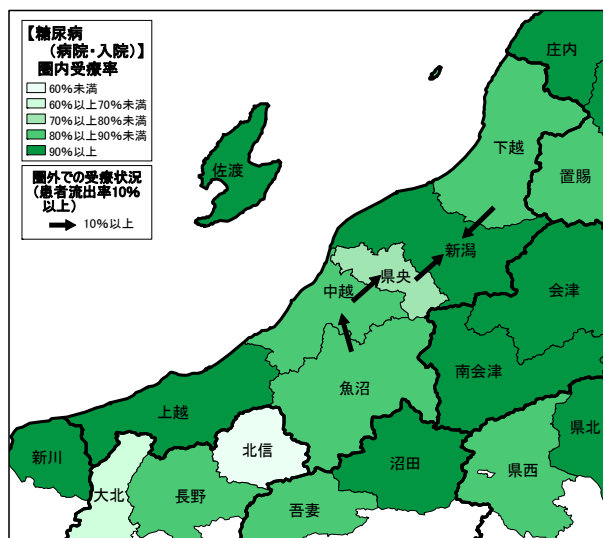 【糖尿病
(病院・入院)】
圏内受療率
60%未満
60%以上70%未満
70%以上80%未満
80%以上90%未満
90%以上
圏外での受療状況
(患者流出率10%
以上)
10%以上
庄内
下越
置賜
佐渡
新潟
県央
中越
会津
南会津
魚沼
上越
県北
北信
新川
沼田
県西
大北
長野
吾妻